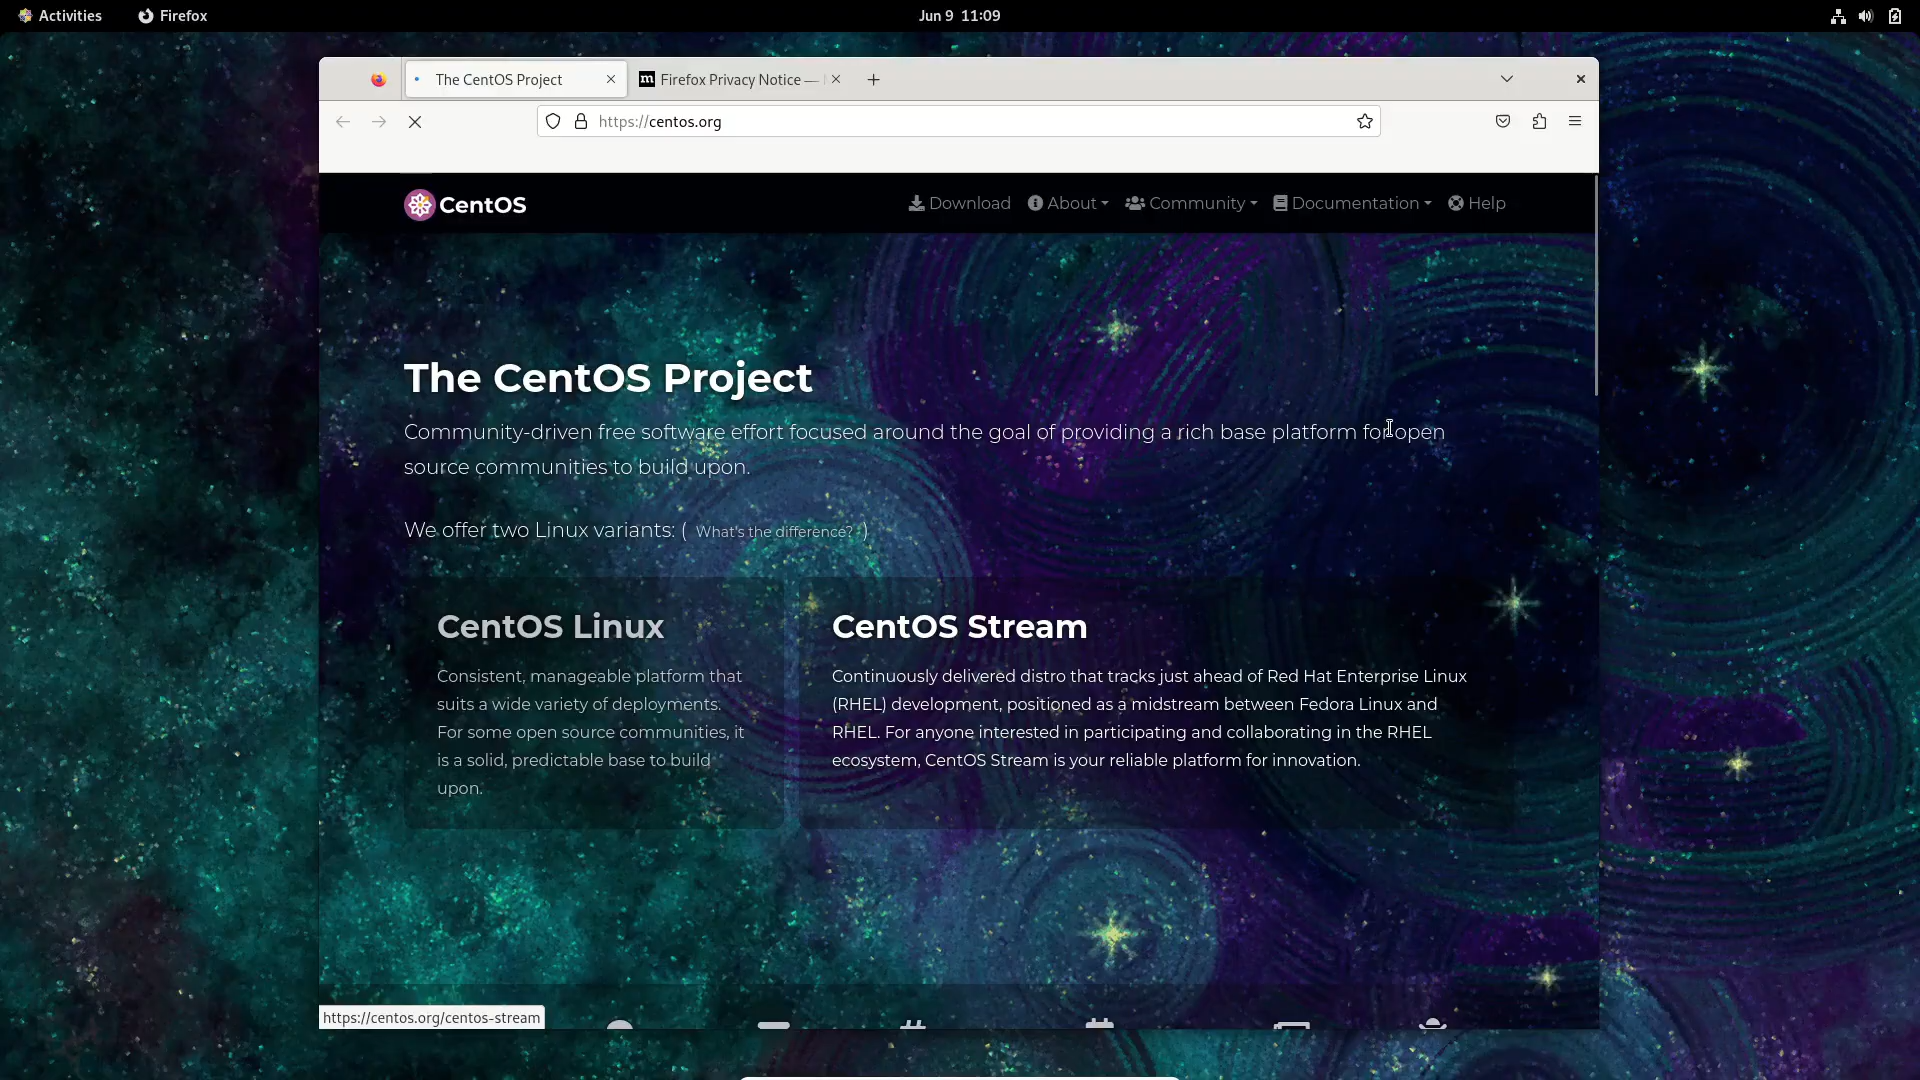 Activities
Firefox
Jun 9 11:09
The CentOS Project
Firefox Privacy Notice —
https://centos.org
CentOS
Download
About
Community
Documentation
Help
The CentOS Project
Community-driven free software effort focused around the goal of providing a rich base platform for open
source communities to build upon.
We offer two Linux variants: ( What's the difference? )
CentOS Linux
Consistent, manageable platform that
suits a wide variety of deployments.
For some open source communities, it
is a solid, predictable base to build
upon.
CentOS Stream
Continuously delivered distro that tracks just ahead of Red Hat Enterprise Linux
(RHEL) development, positioned as a midstream between Fedora Linux and
RHEL. For anyone interested in participating and collaborating in the RHEL
ecosystem, CentOS Stream is your reliable platform for innovation.
https://centos.org/centos-stream